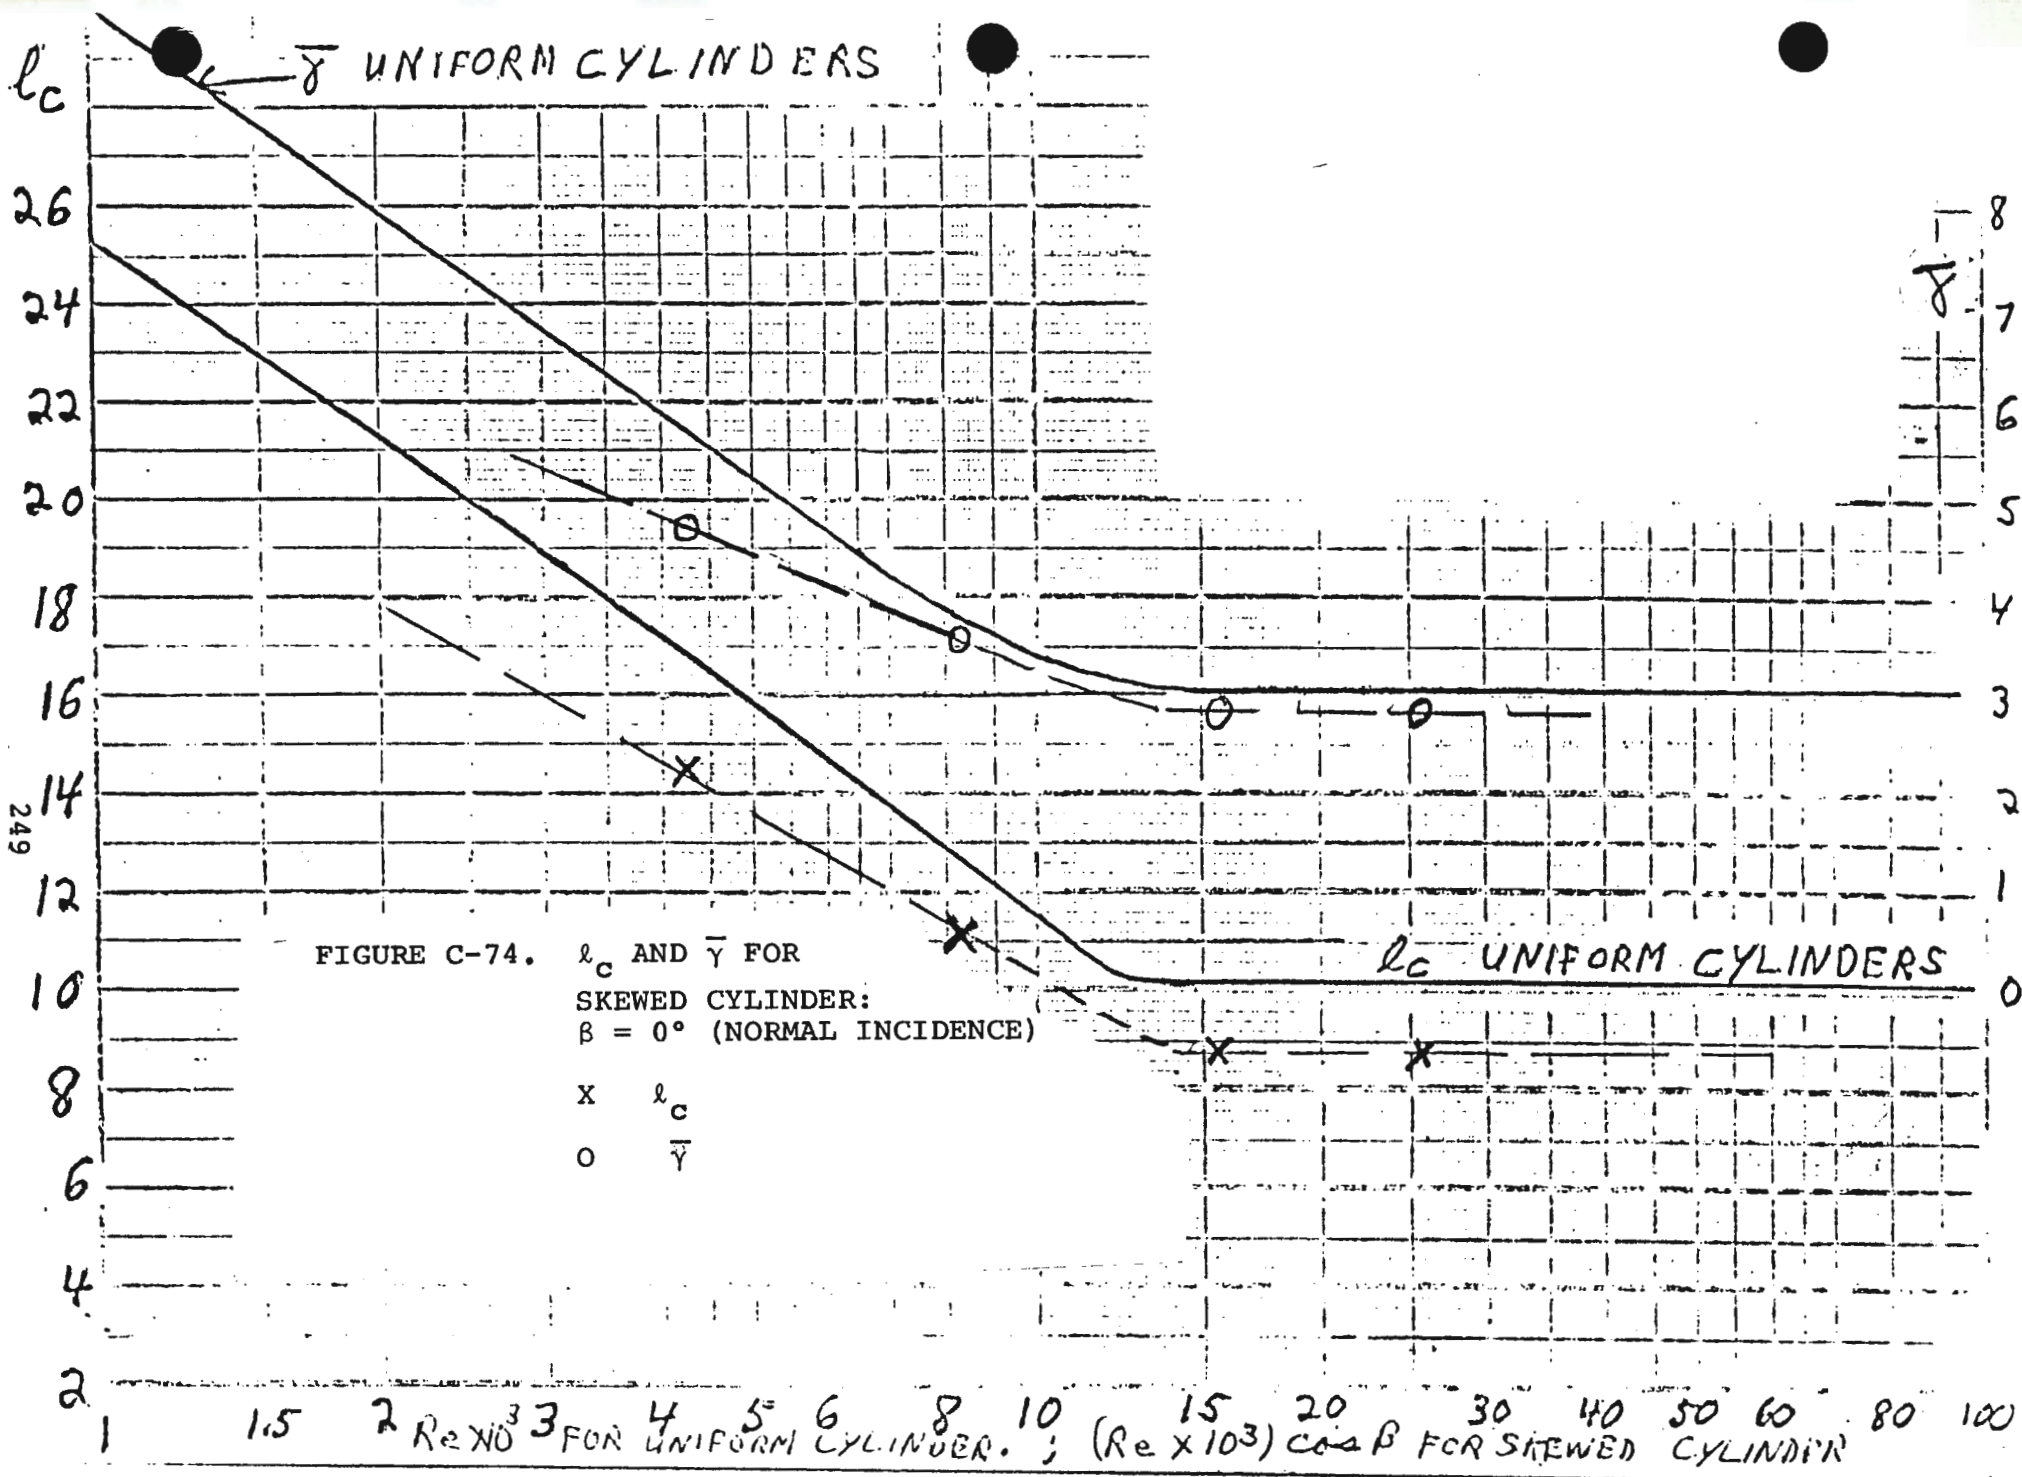 γ̅ UNIFORM CYLINDERS
ℓc
26
24
22
20
18
16
14
12
10
8
6
4
2
8
γ̅
7
6
5
4
3
2
1
0
249
ℓc UNIFORM CYLINDERS
FIGURE C-74. ℓc AND γ̅ FOR
SKEWED CYLINDER:
β = 0° (NORMAL INCIDENCE)
X ℓc
O γ̅
1 1.5 2 3 4 5 6 8 10 15 20 30 40 50 60 80 100
Re X10³ FOR UNIFORM CYLINDER. ; (Re X10³) COS β FOR SKEWED CYLINDER